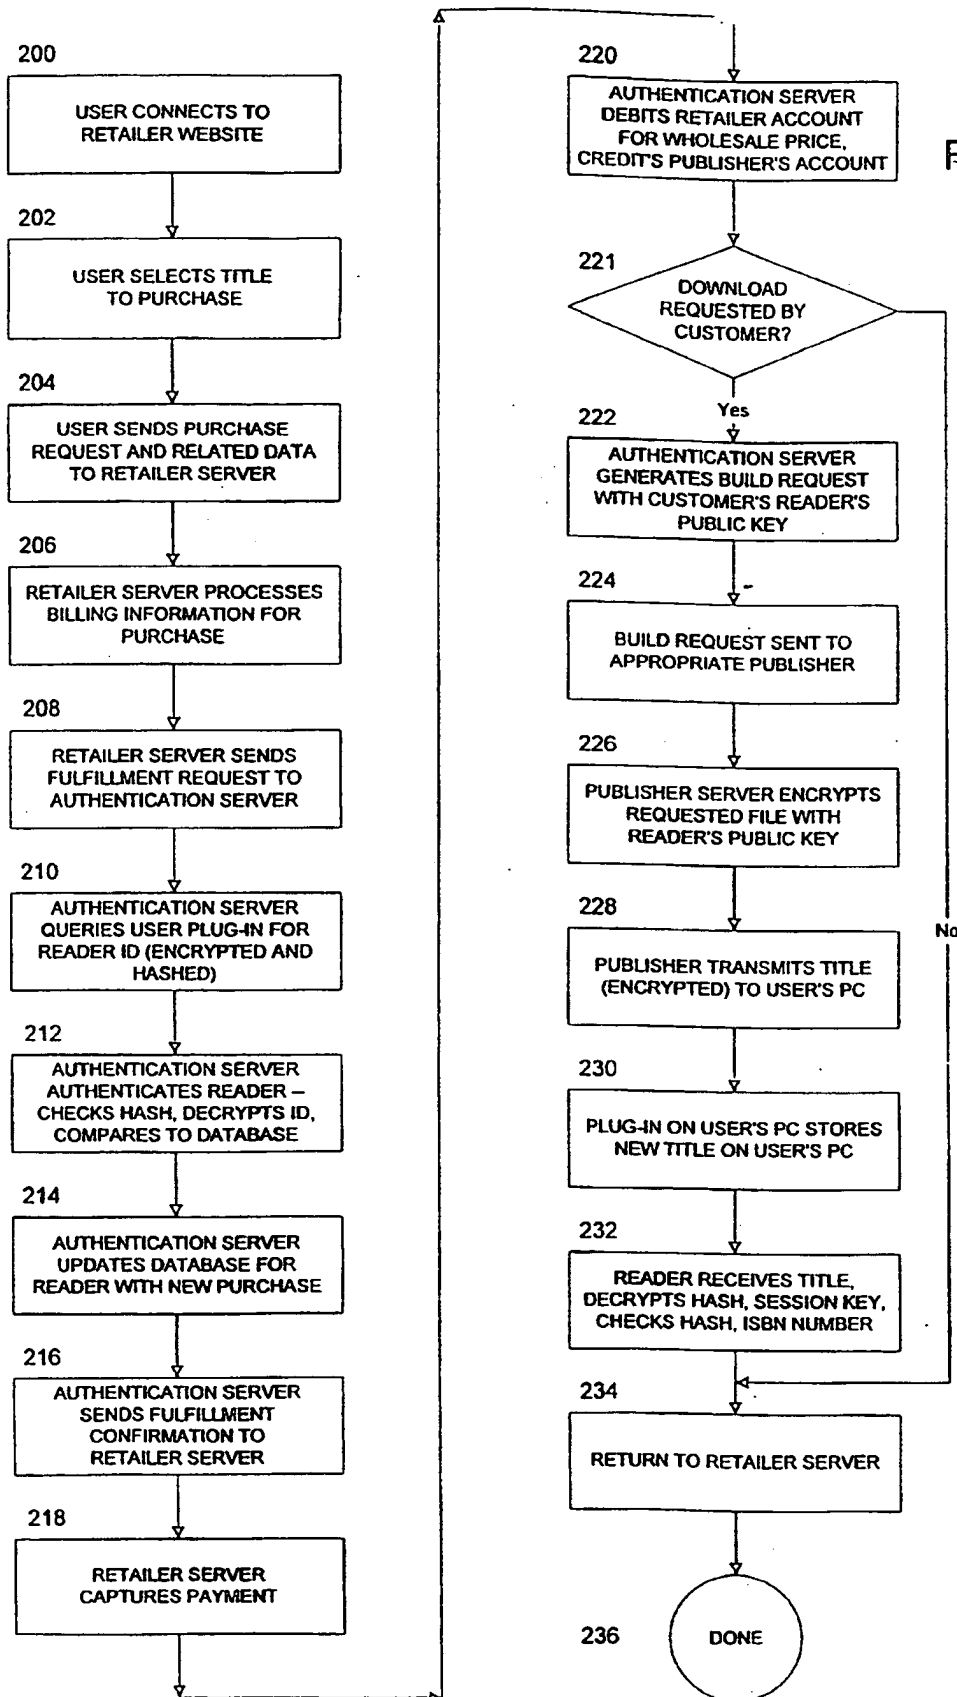 200
USER CONNECTS TO
RETAILER WEBSITE
202
USER SELECTS TITLE
TO PURCHASE
204
USER SENDS PURCHASE
REQUEST AND RELATED DATA
TO RETAILER SERVER
206
RETAILER SERVER PROCESSES
BILLING INFORMATION FOR
PURCHASE
208
RETAILER SERVER SENDS
FULFILLMENT REQUEST TO
AUTHENTICATION SERVER
210
AUTHENTICATION SERVER
QUERIES USER PLUG-IN FOR
READER ID (ENCRYPTED AND
HASHED)
212
AUTHENTICATION SERVER
AUTHENTICATES READER –
CHECKS HASH, DECRYPTS ID,
COMPARES TO DATABASE
214
AUTHENTICATION SERVER
UPDATES DATABASE FOR
READER WITH NEW PURCHASE
216
AUTHENTICATION SERVER
SENDS FULFILLMENT
CONFIRMATION TO
RETAILER SERVER
218
RETAILER SERVER
CAPTURES PAYMENT
220
AUTHENTICATION SERVER
DEBITS RETAILER ACCOUNT
FOR WHOLESALE PRICE,
CREDIT'S PUBLISHER'S ACCOUNT
221
DOWNLOAD
REQUESTED BY
CUSTOMER?
Yes
222
AUTHENTICATION SERVER
GENERATES BUILD REQUEST
WITH CUSTOMER'S READER'S
PUBLIC KEY
224
BUILD REQUEST SENT TO
APPROPRIATE PUBLISHER
226
PUBLISHER SERVER ENCRYPTS
REQUESTED FILE WITH
READER'S PUBLIC KEY
228
PUBLISHER TRANSMITS TITLE
(ENCRYPTED) TO USER'S PC
No
230
PLUG-IN ON USER'S PC STORES
NEW TITLE ON USER'S PC
232
READER RECEIVES TITLE,
DECRYPTS HASH, SESSION KEY,
CHECKS HASH, ISBN NUMBER
234
RETURN TO RETAILER SERVER
236
DONE